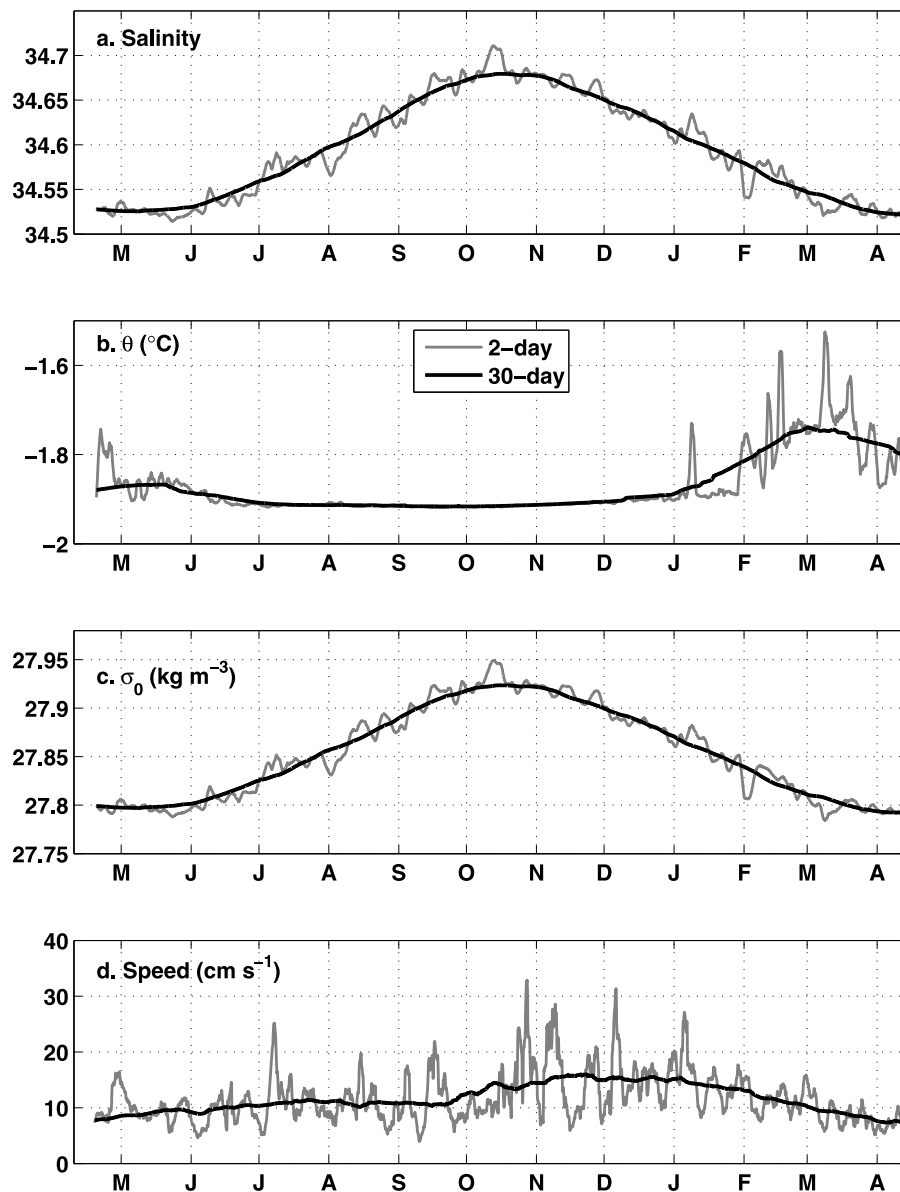 a. Salinity
34.7
34.65
34.6
34.55
34.5
M J J A S O N D J F M A
b. θ (°C)
2−day
30−day
−1.6
−1.8
−2
M J J A S O N D J F M A
c. σ0 (kg m−3)
27.95
27.9
27.85
27.8
27.75
M J J A S O N D J F M A
d. Speed (cm s−1)
40
30
20
10
0
M J J A S O N D J F M A